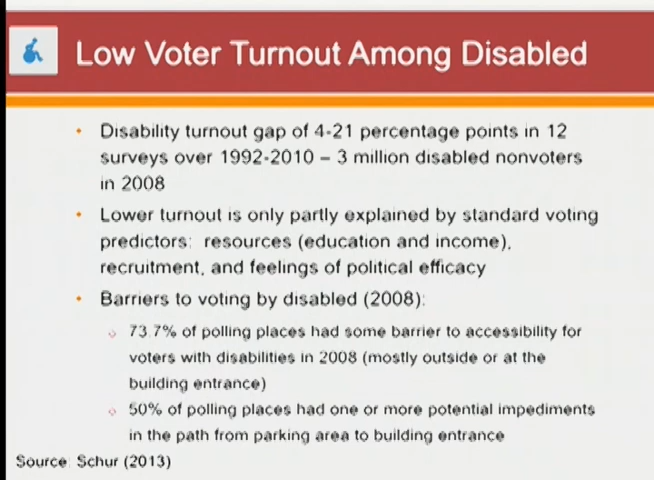 Low Voter Turnout Among Disabled
• Disability turnout gap of 4-21 percentage points in 12
surveys over 1992-2010 – 3 million disabled nonvoters
in 2008
• Lower turnout is only partly explained by standard voting
predictors: resources (education and income),
recruitment, and feelings of political efficacy
• Barriers to voting by disabled (2008):
◦ 73.7% of polling places had some barrier to accessibility for
voters with disabilities in 2008 (mostly outside or at the
building entrance)
◦ 50% of polling places had one or more potential impediments
in the path from parking area to building entrance
Source: Schur (2013)